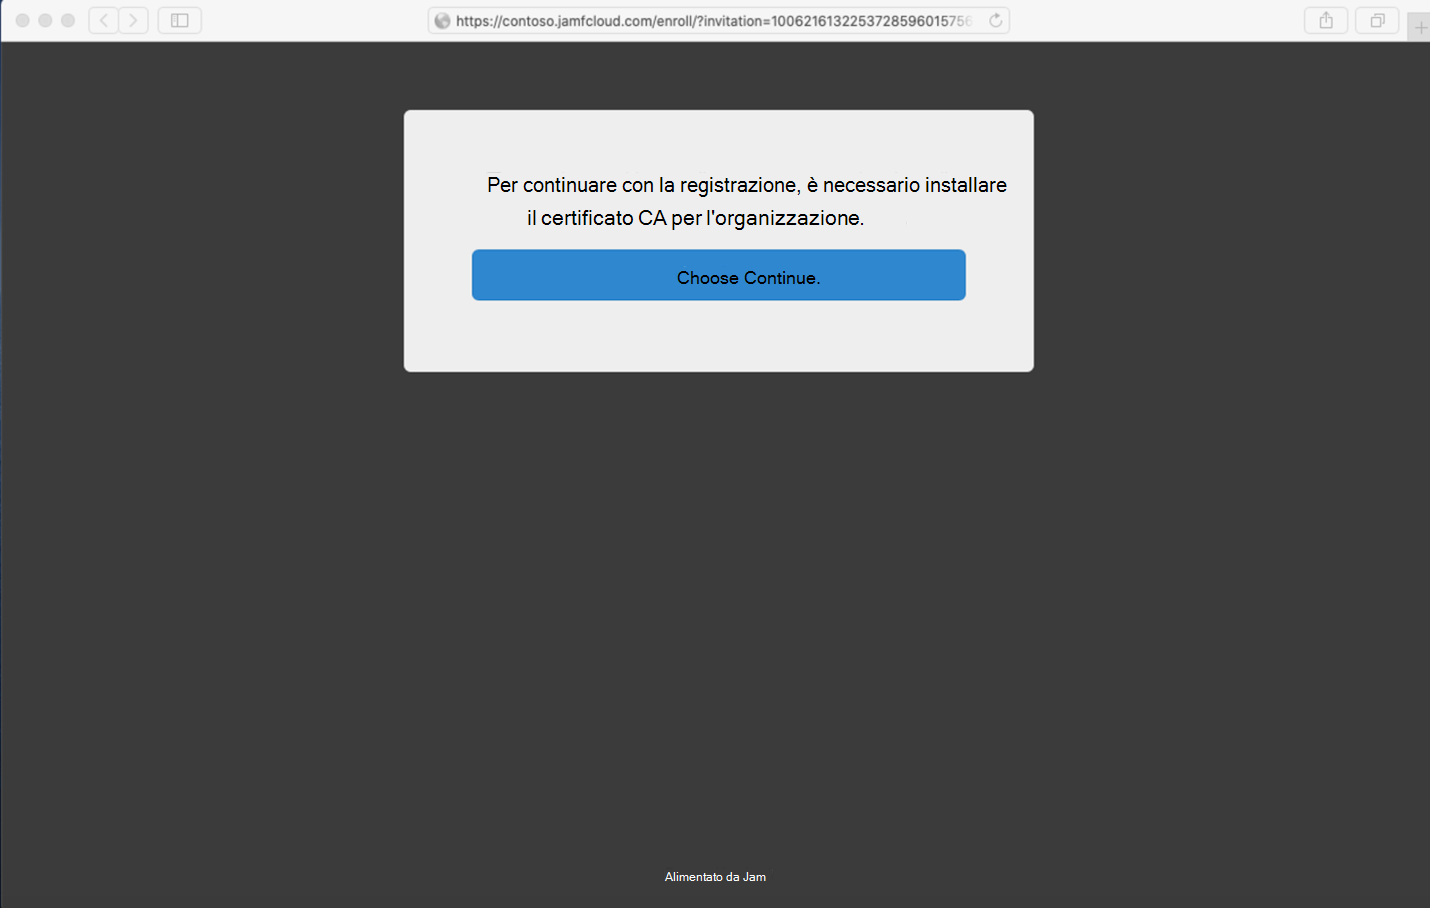 https://contoso.jamfcloud.com/enroll/?invitation=100621613225372859601575
Per continuare con la registrazione, è necessario installare
il certificato CA per l'organizzazione.
Choose Continue.
Alimentato da Jam